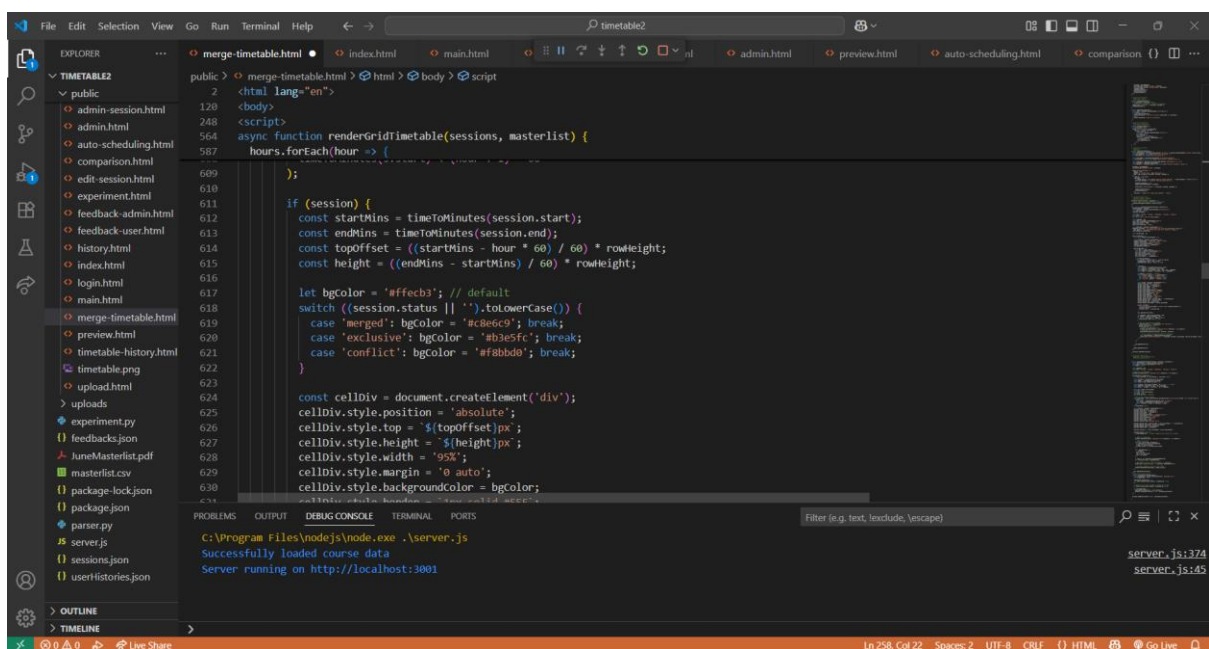 File Edit Selection View Go Run Terminal Help timetable2
EXPLORER
merge-timetable.html index.html main.html admin.html preview.html auto-scheduling.html comparison
TIMETABLE2
public
admin-session.html
admin.html
auto-scheduling.html
comparison.html
edit-session.html
experiment.html
feedback-admin.html
feedback-user.html
history.html
index.html
login.html
main.html
merge-timetable.html
preview.html
timetable-history.html
timetable.png
upload.html
uploads
experiment.py
feedbacks.json
JuneMasterlist.pdf
masterlist.csv
package-lock.json
package.json
parser.py
server.js
sessions.json
userHistories.json
OUTLINE
TIMELINE
public > merge-timetable.html > html > body > script
2 <html lang="en">
120 <body>
248 <script>
564 async function renderGridTimetable(sessions, masterlist) {
587 hours.forEach(hour => {
609 );
610
611 if (session) {
612 const startMins = timeToMinutes(session.start);
613 const endMins = timeToMinutes(session.end);
614 const topOffset = ((startMins - hour * 60) / 60) * rowHeight;
615 const height = ((endMins - startMins) / 60) * rowHeight;
616
617 let bgColor = '#ffecb3'; // default
618 switch ((session.status || '').toLowerCase()) {
619 case 'merged': bgColor = '#c8e6c9'; break;
620 case 'exclusive': bgColor = '#b3e5fc'; break;
621 case 'conflict': bgColor = '#f8bbd0'; break;
622 }
623
624 const cellDiv = document.createElement('div');
625 cellDiv.style.position = 'absolute';
626 cellDiv.style.top = `${topOffset}px`;
627 cellDiv.style.height = `${height}px`;
628 cellDiv.style.width = '95%';
629 cellDiv.style.margin = '0 auto';
630 cellDiv.style.backgroundColor = bgColor;
PROBLEMS OUTPUT DEBUG CONSOLE TERMINAL PORTS Filter (e.g. text, !exclude, \escape)
C:\Program Files\nodejs\node.exe .\server.js
Successfully loaded course data server.js:374
Server running on http://localhost:3001 server.js:45
Live Share Ln 258, Col 22 Spaces: 2 UTF-8 CRLF {} HTML Go Live